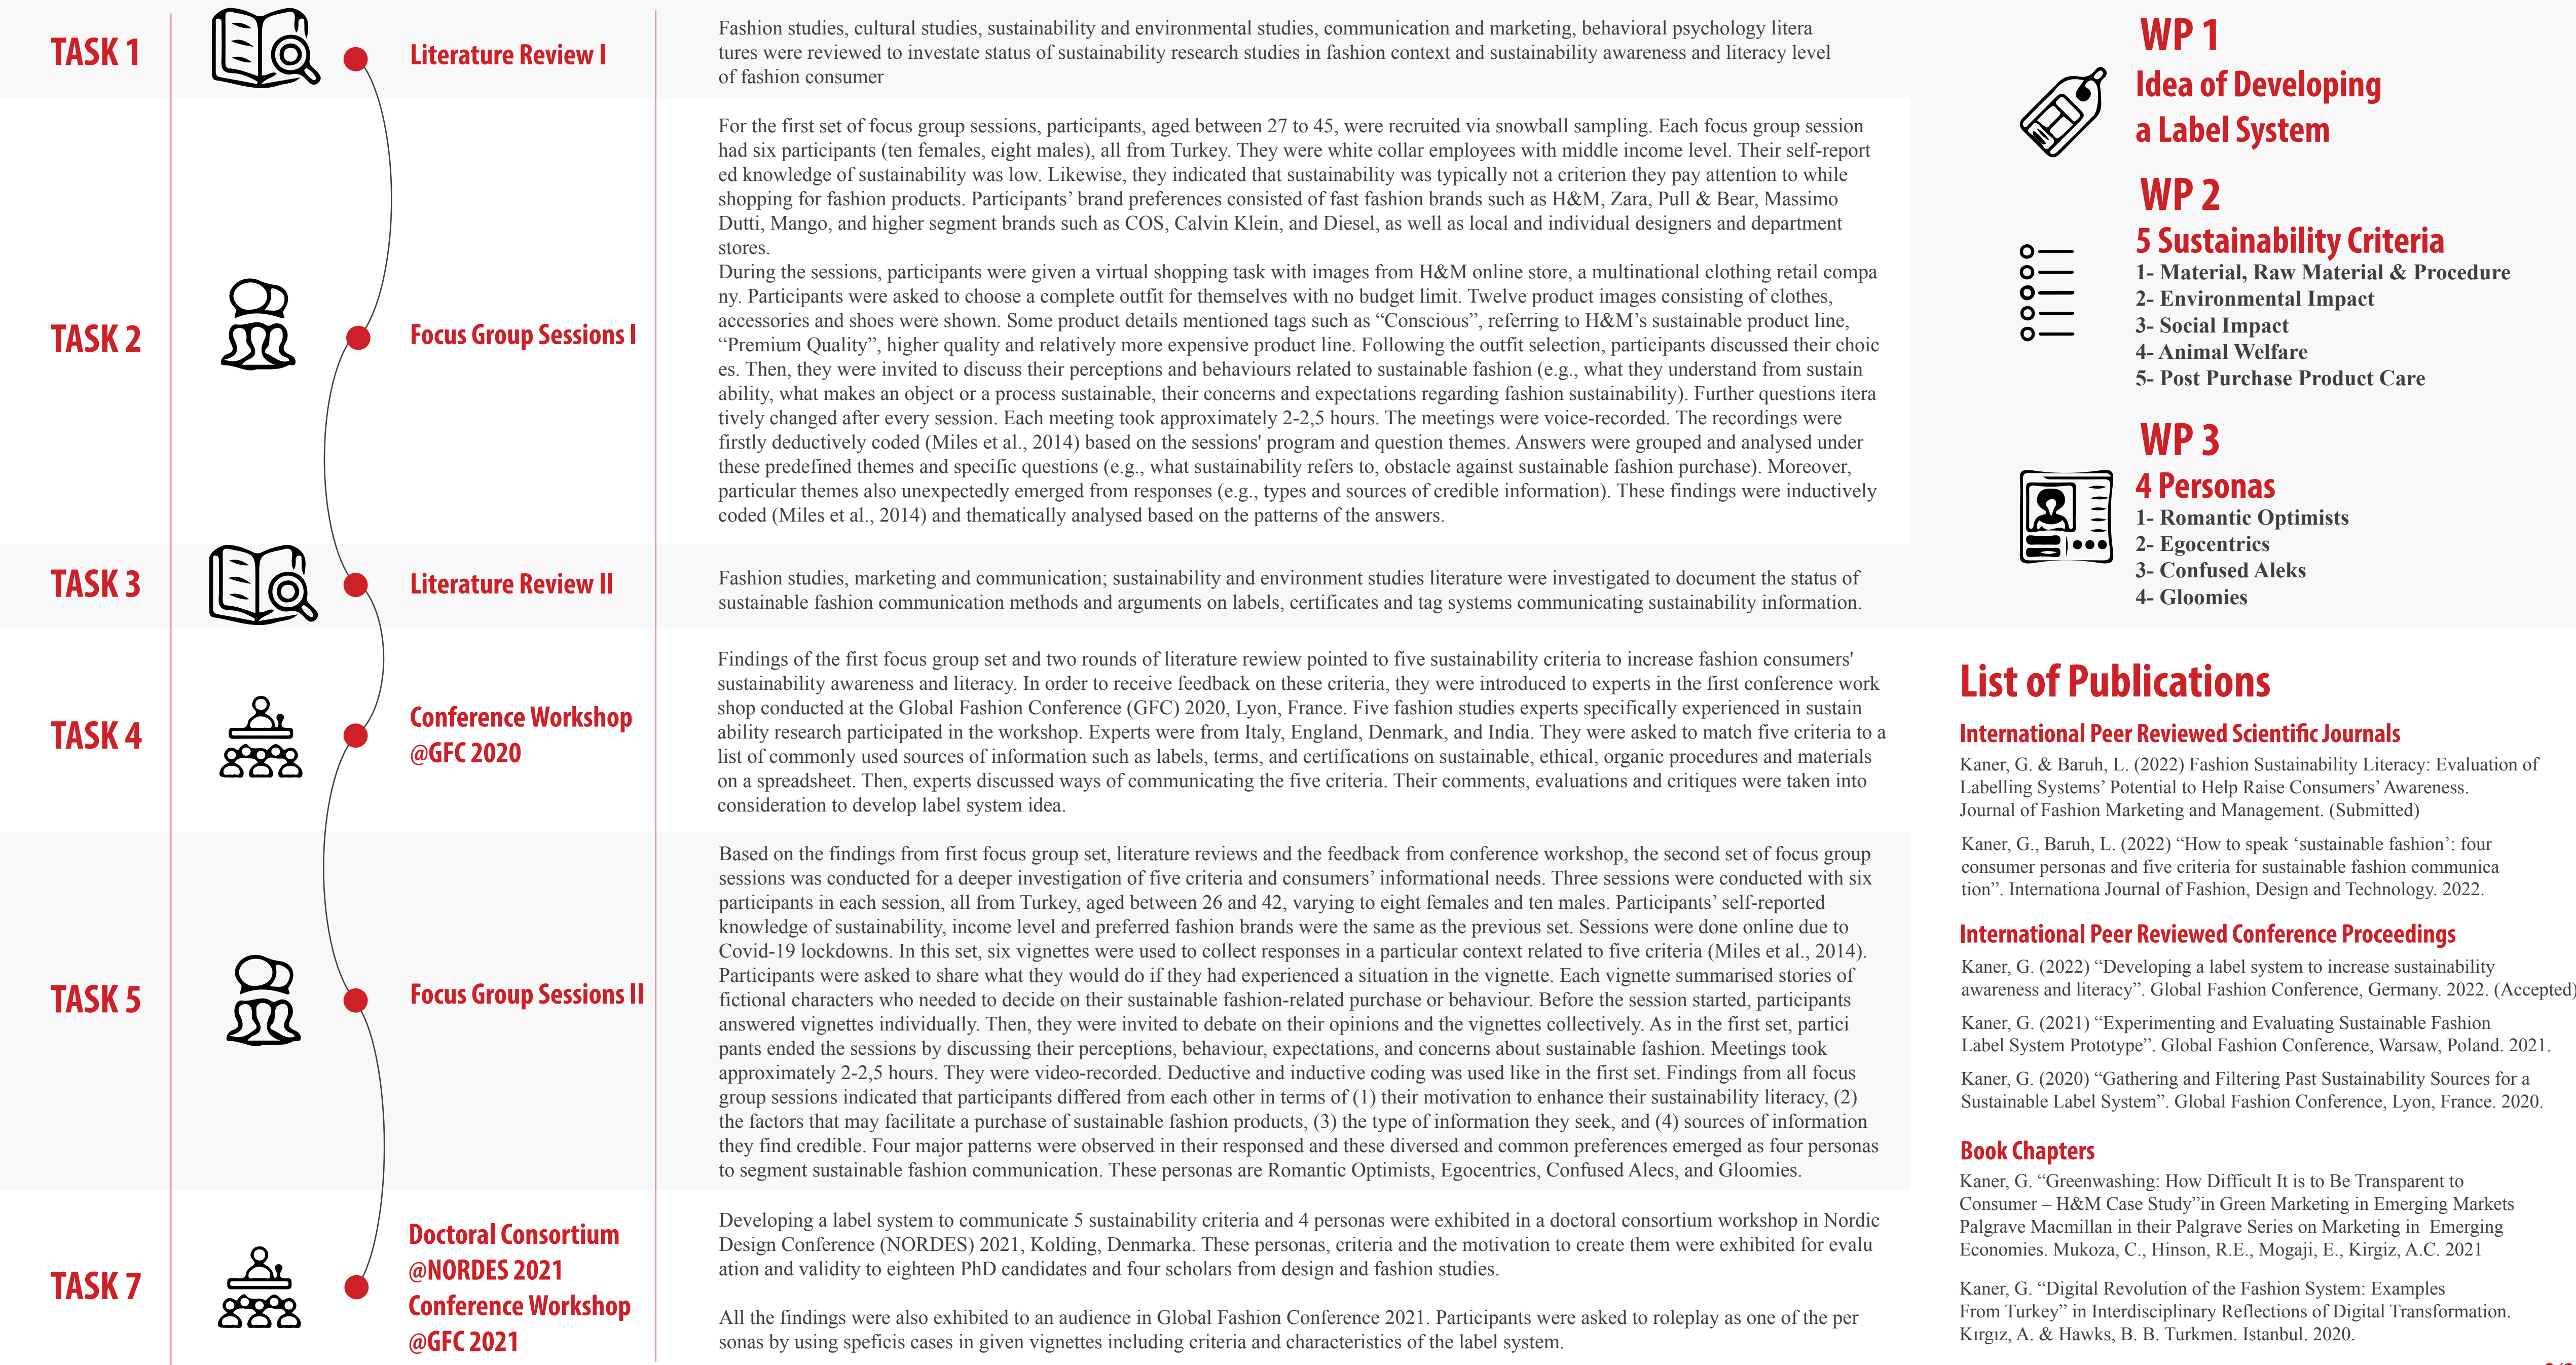 TASK 1
Literature Review I
Fashion studies, cultural studies, sustainability and environmental studies, communication and marketing, behavioral psychology litera
tures were reviewed to investate status of sustainability research studies in fashion context and sustainability awareness and literacy level
of fashion consumer
TASK 2
Focus Group Sessions I
For the first set of focus group sessions, participants, aged between 27 to 45, were recruited via snowball sampling. Each focus group session
had six participants (ten females, eight males), all from Turkey. They were white collar employees with middle income level. Their self-report
ed knowledge of sustainability was low. Likewise, they indicated that sustainability was typically not a criterion they pay attention to while
shopping for fashion products. Participants' brand preferences consisted of fast fashion brands such as H&M, Zara, Pull & Bear, Massimo
Dutti, Mango, and higher segment brands such as COS, Calvin Klein, and Diesel, as well as local and individual designers and department
stores.
During the sessions, participants were given a virtual shopping task with images from H&M online store, a multinational clothing retail compa
ny. Participants were asked to choose a complete outfit for themselves with no budget limit. Twelve product images consisting of clothes,
accessories and shoes were shown. Some product details mentioned tags such as “Conscious”, referring to H&M’s sustainable product line,
“Premium Quality”, higher quality and relatively more expensive product line. Following the outfit selection, participants discussed their choic
es. Then, they were invited to discuss their perceptions and behaviours related to sustainable fashion (e.g., what they understand from sustain
ability, what makes an object or a process sustainable, their concerns and expectations regarding fashion sustainability). Further questions itera
tively changed after every session. Each meeting took approximately 2-2,5 hours. The meetings were voice-recorded. The recordings were
firstly deductively coded (Miles et al., 2014) based on the sessions' program and question themes. Answers were grouped and analysed under
these predefined themes and specific questions (e.g., what sustainability refers to, obstacle against sustainable fashion purchase). Moreover,
particular themes also unexpectedly emerged from responses (e.g., types and sources of credible information). These findings were inductively
coded (Miles et al., 2014) and thematically analysed based on the patterns of the answers.
TASK 3
Literature Review II
Fashion studies, marketing and communication; sustainability and environment studies literature were investigated to document the status of
sustainable fashion communication methods and arguments on labels, certificates and tag systems communicating sustainability information.
TASK 4
Conference Workshop
@GFC 2020
Findings of the first focus group set and two rounds of literature rewiew pointed to five sustainability criteria to increase fashion consumers'
sustainability awareness and literacy. In order to receive feedback on these criteria, they were introduced to experts in the first conference work
shop conducted at the Global Fashion Conference (GFC) 2020, Lyon, France. Five fashion studies experts specifically experienced in sustain
ability research participated in the workshop. Experts were from Italy, England, Denmark, and India. They were asked to match five criteria to a
list of commonly used sources of information such as labels, terms, and certifications on sustainable, ethical, organic procedures and materials
on a spreadsheet. Then, experts discussed ways of communicating the five criteria. Their comments, evaluations and critiques were taken into
consideration to develop label system idea.
TASK 5
Focus Group Sessions II
Based on the findings from first focus group set, literature reviews and the feedback from conference workshop, the second set of focus group
sessions was conducted for a deeper investigation of five criteria and consumers’ informational needs. Three sessions were conducted with six
participants in each session, all from Turkey, aged between 26 and 42, varying to eight females and ten males. Participants’ self-reported
knowledge of sustainability, income level and preferred fashion brands were the same as the previous set. Sessions were done online due to
Covid-19 lockdowns. In this set, six vignettes were used to collect responses in a particular context related to five criteria (Miles et al., 2014).
Participants were asked to share what they would do if they had experienced a situation in the vignette. Each vignette summarised stories of
fictional characters who needed to decide on their sustainable fashion-related purchase or behaviour. Before the session started, participants
answered vignettes individually. Then, they were invited to debate on their opinions and the vignettes collectively. As in the first set, partici
pants ended the sessions by discussing their perceptions, behaviour, expectations, and concerns about sustainable fashion. Meetings took
approximately 2-2,5 hours. They were video-recorded. Deductive and inductive coding was used like in the first set. Findings from all focus
group sessions indicated that participants differed from each other in terms of (1) their motivation to enhance their sustainability literacy, (2)
the factors that may facilitate a purchase of sustainable fashion products, (3) the type of information they seek, and (4) sources of information
they find credible. Four major patterns were observed in their responsed and these diversed and common preferences emerged as four personas
to segment sustainable fashion communication. These personas are Romantic Optimists, Egocentrics, Confused Alecs, and Gloomies.
TASK 7
Doctoral Consortium
@NORDES 2021
Conference Workshop
@GFC 2021
Developing a label system to communicate 5 sustainability criteria and 4 personas were exhibited in a doctoral consortium workshop in Nordic
Design Conference (NORDES) 2021, Kolding, Denmarka. These personas, criteria and the motivation to create them were exhibited for evalu
ation and validity to eighteen PhD candidates and four scholars from design and fashion studies.
All the findings were also exhibited to an audience in Global Fashion Conference 2021. Participants were asked to roleplay as one of the per
sonas by using speficis cases in given vignettes including criteria and characteristics of the label system.
WP 1
Idea of Developing
a Label System
WP 2
5 Sustainability Criteria
1- Material, Raw Material & Procedure
2- Environmental Impact
3- Social Impact
4- Animal Welfare
5- Post Purchase Product Care
WP 3
4 Personas
1- Romantic Optimists
2- Egocentrics
3- Confused Aleks
4- Gloomies
List of Publications
International Peer Reviewed Scientific Journals
Kaner, G. & Baruh, L. (2022) Fashion Sustainability Literacy: Evaluation of
Labelling Systems’ Potential to Help Raise Consumers’ Awareness.
Journal of Fashion Marketing and Management. (Submitted)
Kaner, G., Baruh, L. (2022) “How to speak ‘sustainable fashion’: four
consumer personas and five criteria for sustainable fashion communica
tion”. Internationa Journal of Fashion, Design and Technology. 2022.
International Peer Reviewed Conference Proceedings
Kaner, G. (2022) “Developing a label system to increase sustainability
awareness and literacy”. Global Fashion Conference, Germany. 2022. (Accepted)
Kaner, G. (2021) “Experimenting and Evaluating Sustainable Fashion
Label System Prototype”. Global Fashion Conference, Warsaw, Poland. 2021.
Kaner, G. (2020) “Gathering and Filtering Past Sustainability Sources for a
Sustainable Label System”. Global Fashion Conference, Lyon, France. 2020.
Book Chapters
Kaner, G. “Greenwashing: How Difficult It is to Be Transparent to
Consumer – H&M Case Study”in Green Marketing in Emerging Markets
Palgrave Macmillan in their Palgrave Series on Marketing in Emerging
Economies. Mukoza, C., Hinson, R.E., Mogaji, E., Kirgiz, A.C. 2021
Kaner, G. “Digital Revolution of the Fashion System: Examples
From Turkey” in Interdisciplinary Reflections of Digital Transformation.
Kırgız, A. & Hawks, B. B. Turkmen. Istanbul. 2020.